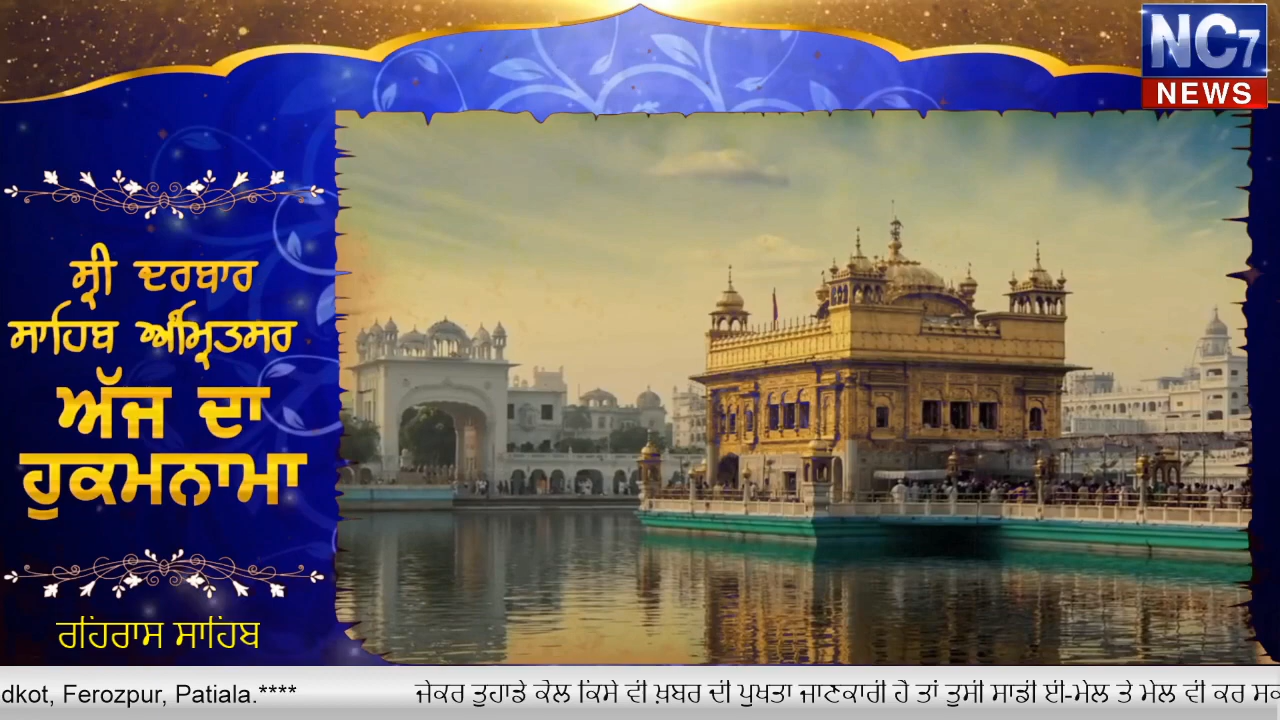 NC7
NEWS
ਸ਼੍ਰੀ ਦਰਬਾਰ
ਸਾਹਿਬ ਅੰਮ੍ਰਿਤਸਰ
ਅੱਜ ਦਾ
ਹੁਕਮਨਾਮਾ
ਰਹਿਰਾਸ ਸਾਹਿਬ
dkot, Ferozpur, Patiala.**** ਜੇਕਰ ਤੁਹਾਡੇ ਕੋਲ ਕਿਸੇ ਵੀ ਖ਼ਬਰ ਦੀ ਪੁਖਤਾ ਜਾਣਕਾਰੀ ਹੈ ਤਾਂ ਤੁਸੀ ਸਾਡੀ ਈ-ਮੇਲ ਤੇ ਮੇਲ ਵੀ ਕਰ